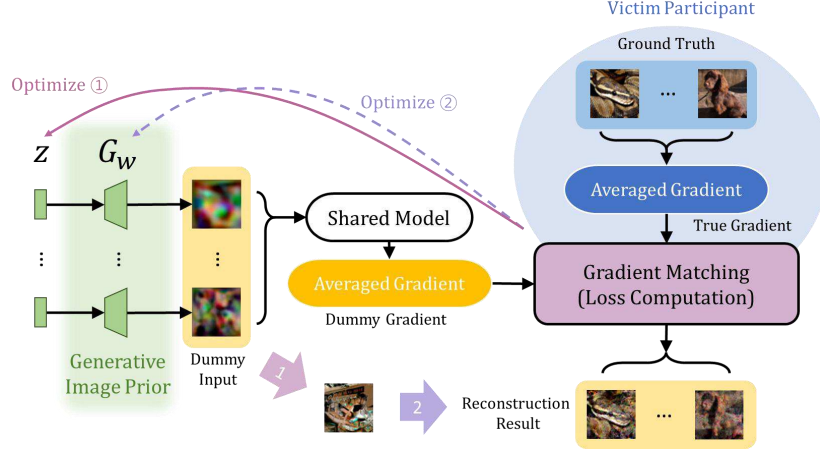 Victim Participant
Ground Truth
...
Optimize ①
Optimize ②
z
G_w
Averaged Gradient
Shared Model
True Gradient
Gradient Matching
(Loss Computation)
Averaged Gradient
Dummy Gradient
Generative
Image Prior
Dummy
Input
1
2
Reconstruction
Result
...